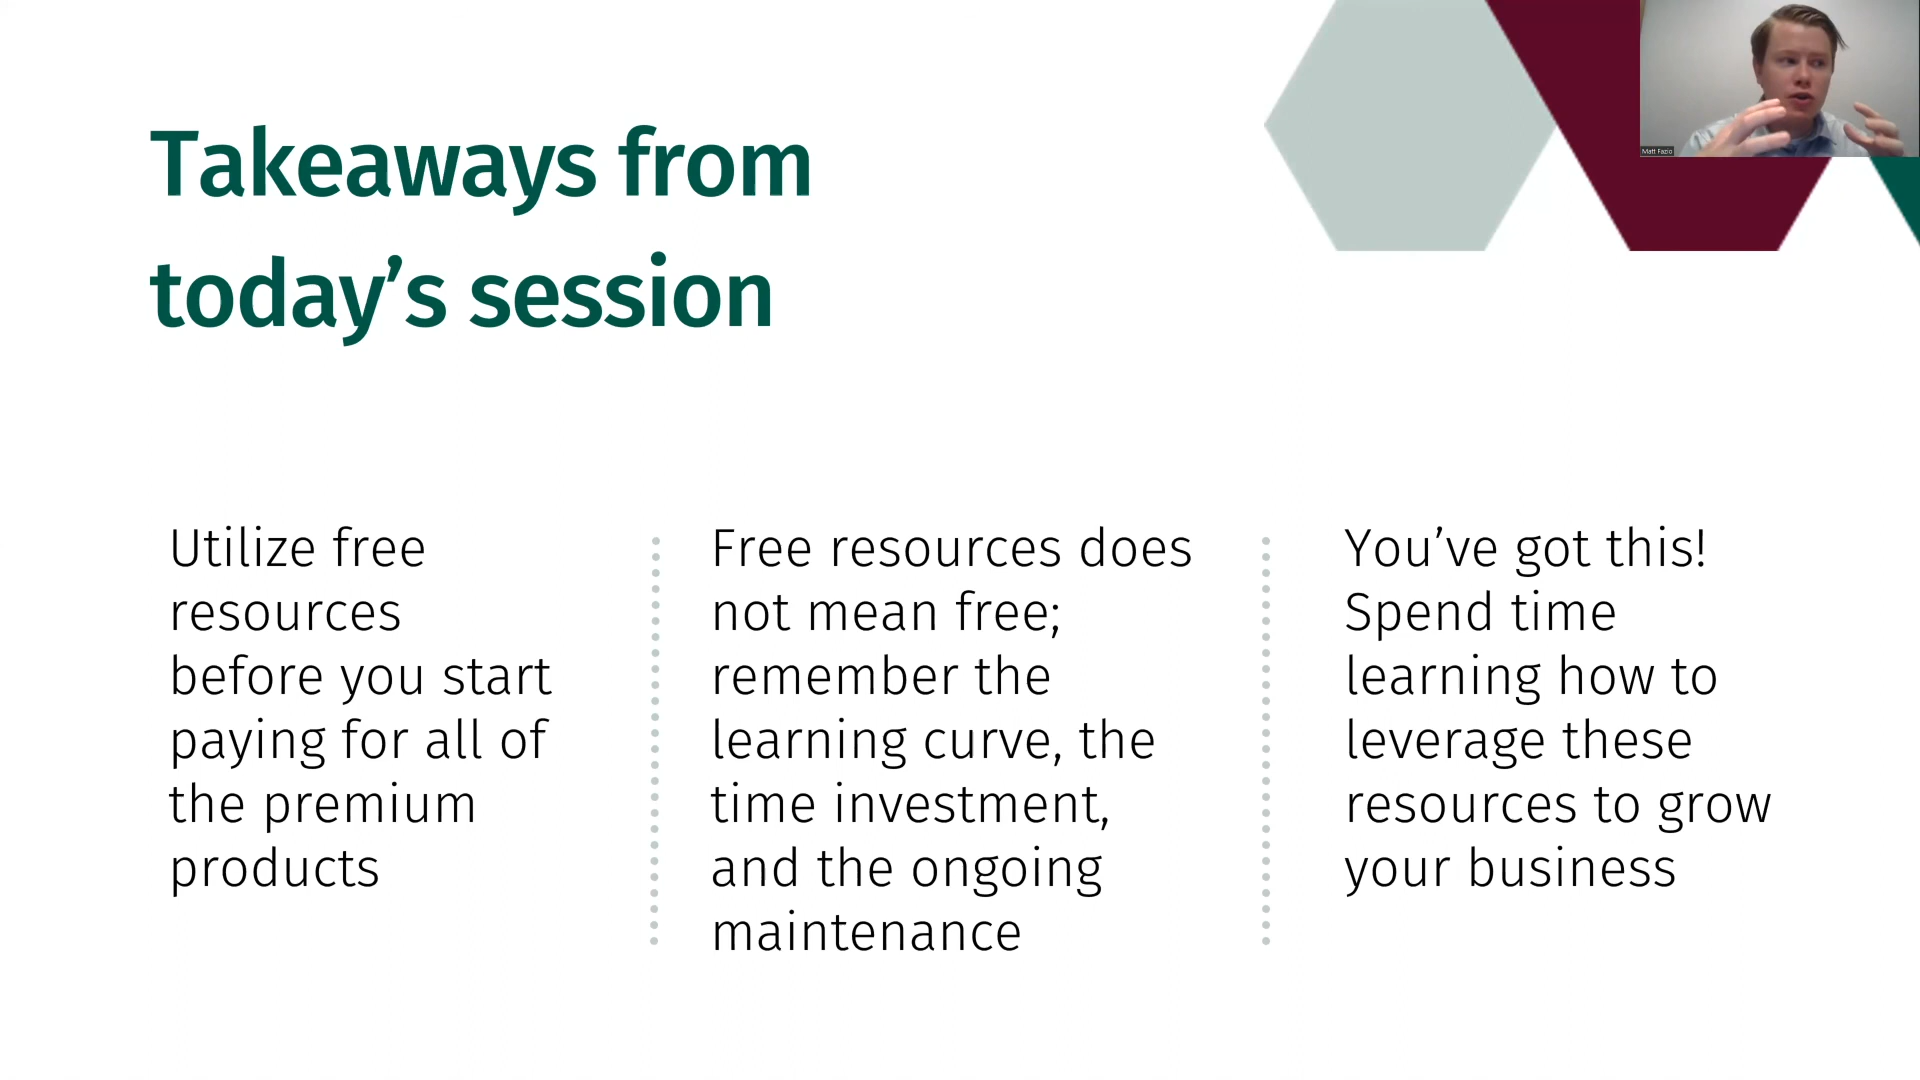 Takeaways from
today’s session
Utilize free
resources
before you start
paying for all of
the premium
products
Free resources does
not mean free;
remember the
learning curve, the
time investment,
and the ongoing
maintenance
You’ve got this!
Spend time
learning how to
leverage these
resources to grow
your business
Matt Fazio